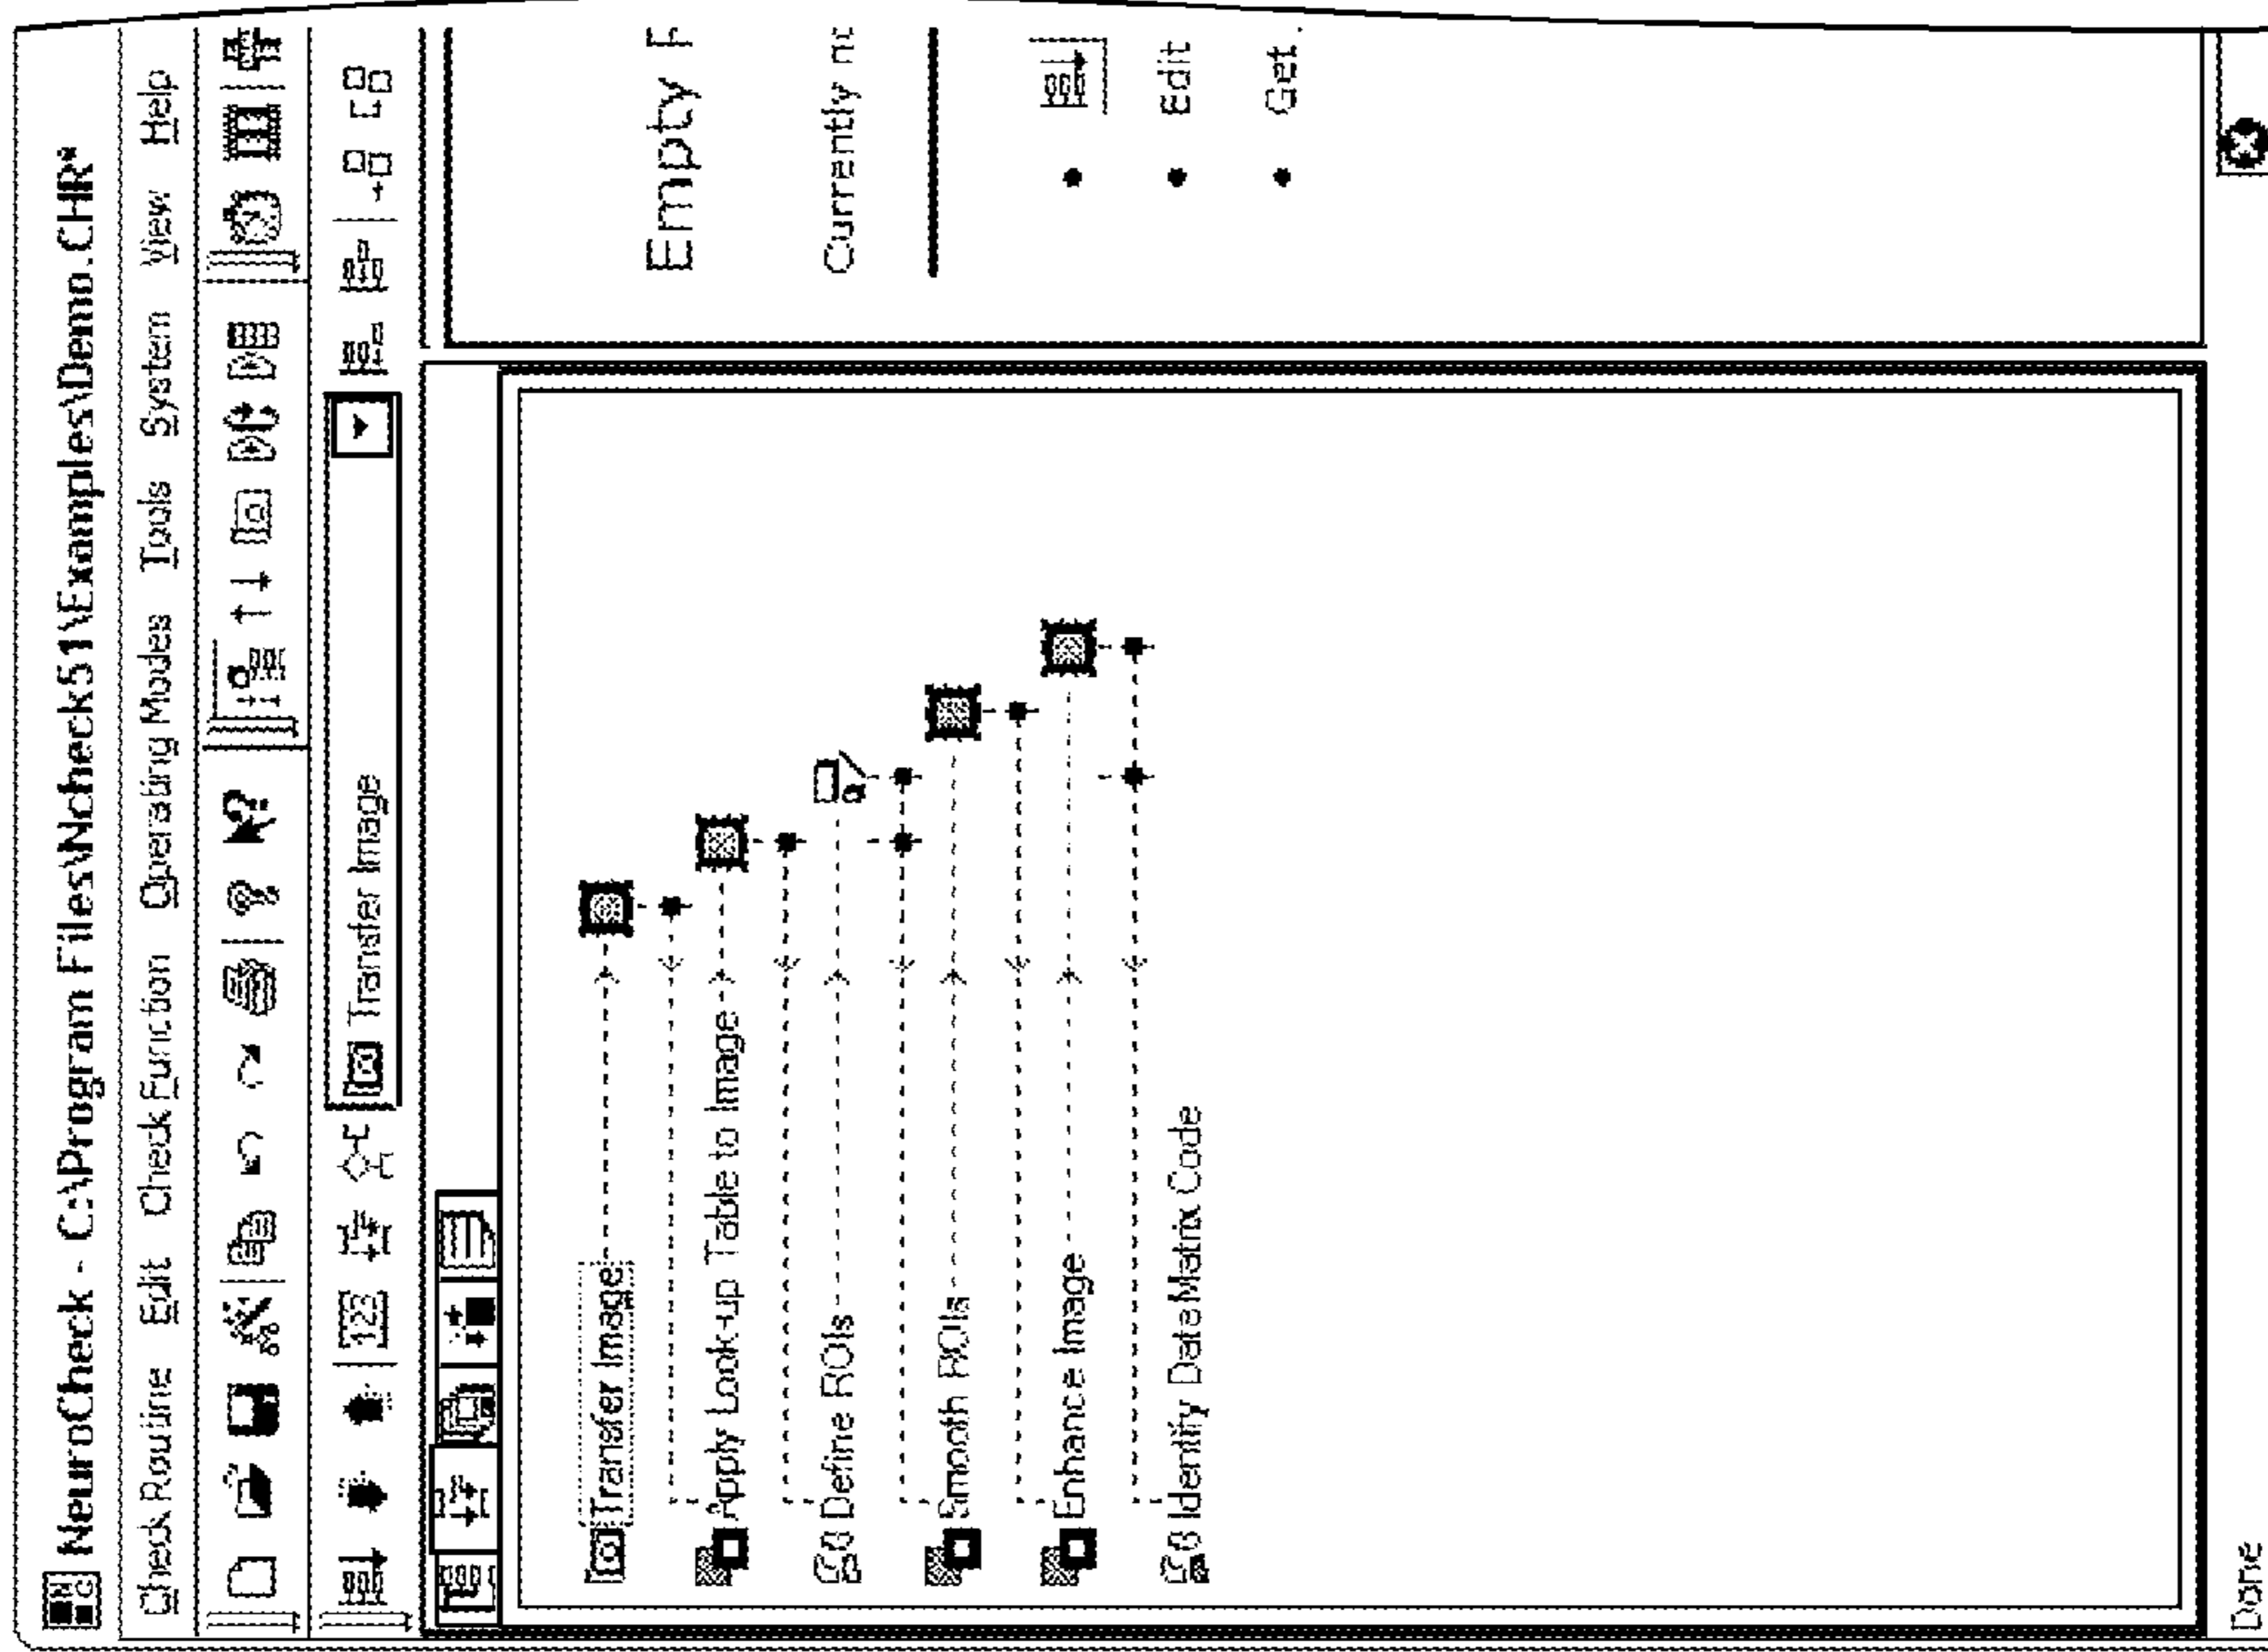 NeuroCheck - C:\Program Files\Ncheck51\Examples\Demo.CHR*
Check Routine Edit Check Function Operating Modes Tools System View Help
123 Transfer Image
Transfer Image
Apply Look-up Table to Image
Define ROIs
Smooth ROIs
Enhance Image
Identify DataMatrix Code
Empty
Currently
Edit
Get
Done